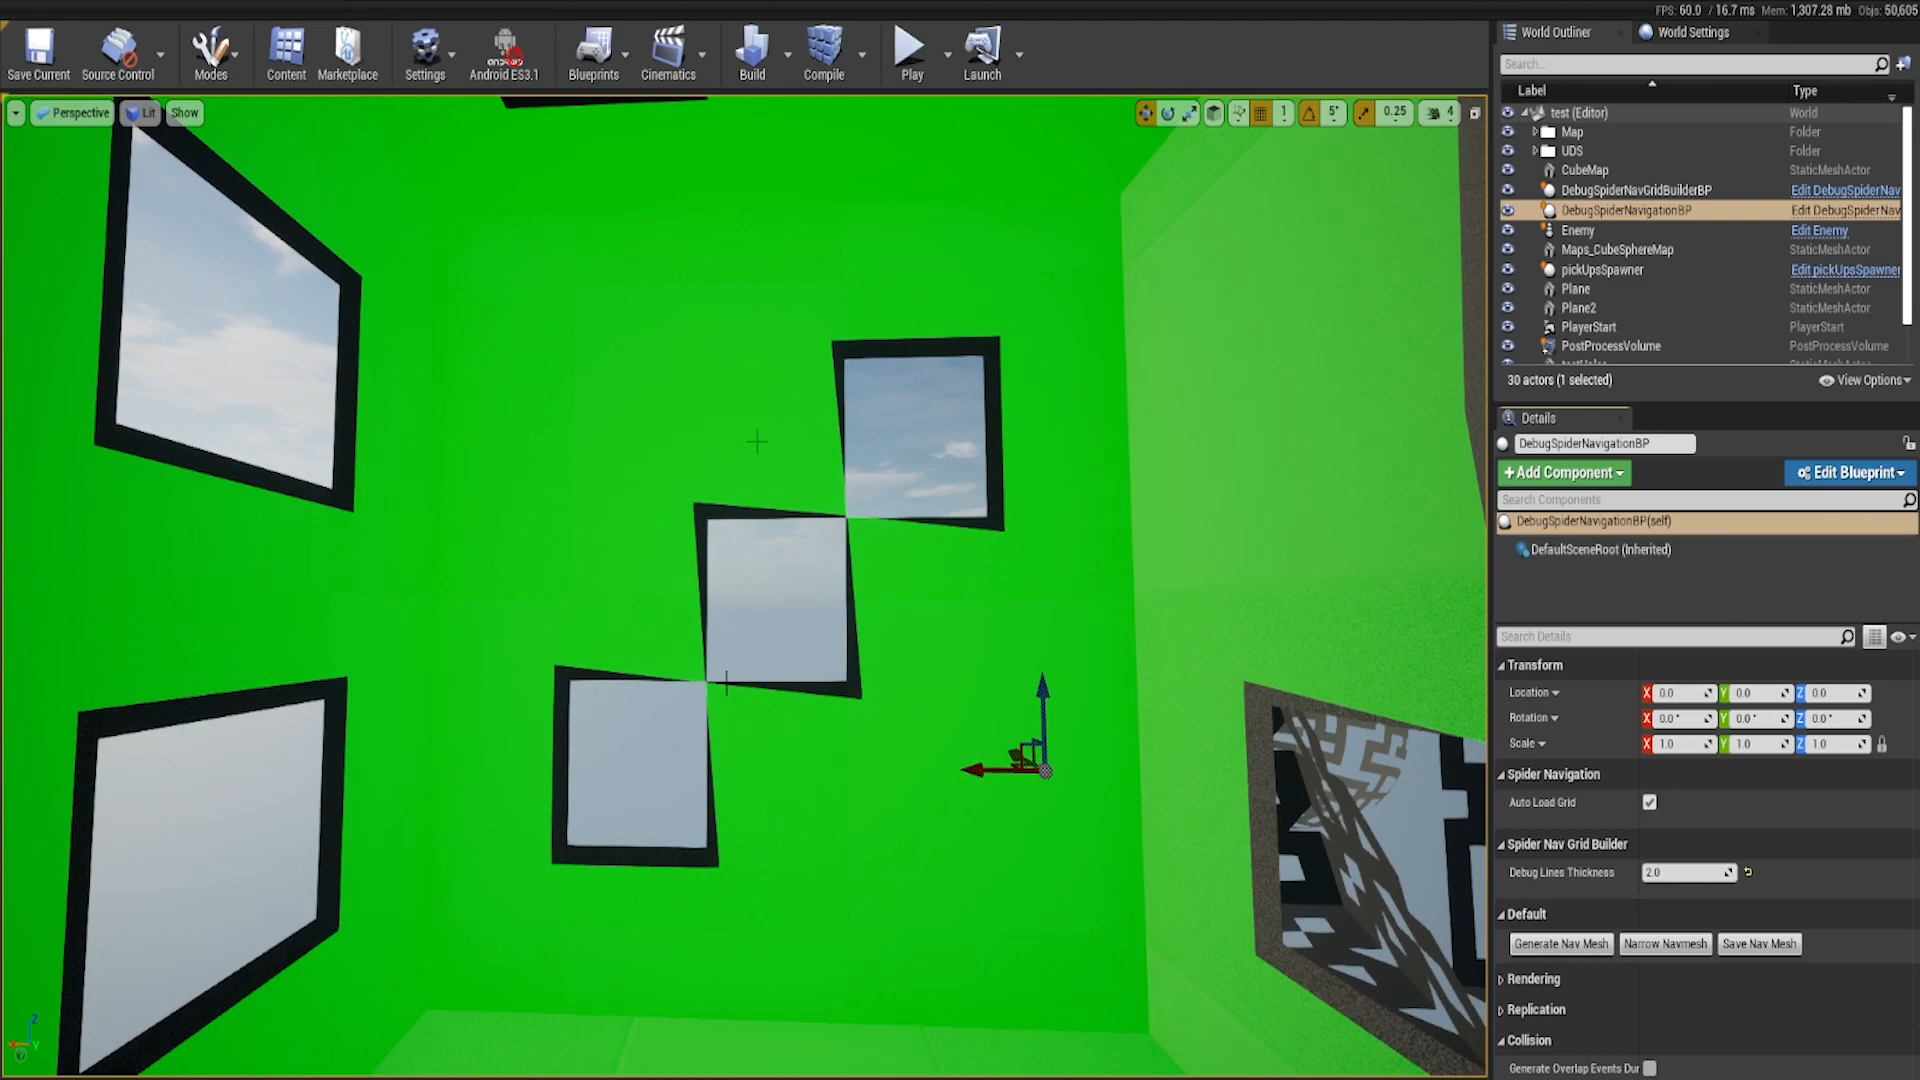 FPS: 60.0 / 16.7 ms Mem: 1,307.28 mb Objs: 50,605
Save Current
Source Control
Modes
Content
Marketplace
Settings
Android ES3.1
Blueprints
Cinematics
Build
Compile
Play
Launch
World Outliner
World Settings
Search...
Label Type
test (Editor) World
Map Folder
UDS Folder
CubeMap StaticMeshActor
DebugSpiderNavGridBuilderBP Edit DebugSpiderNav
DebugSpiderNavigationBP Edit DebugSpiderNav
Enemy Edit Enemy
Maps_CubeSphereMap StaticMeshActor
pickUpsSpawner Edit pickUpsSpawner
Plane StaticMeshActor
Plane2 StaticMeshActor
PlayerStart PlayerStart
PostProcessVolume PostProcessVolume
30 actors (1 selected) View Options
Perspective Lit Show
1 5° 0.25 4
Details
DebugSpiderNavigationBP
+ Add Component Edit Blueprint
Search Components
DebugSpiderNavigationBP(self)
DefaultSceneRoot (Inherited)
Search Details
Transform
Location X 0.0 Y 0.0 Z 0.0
Rotation X 0.0° Y 0.0° Z 0.0°
Scale X 1.0 Y 1.0 Z 1.0
Spider Navigation
Auto Load Grid
Spider Nav Grid Builder
Debug Lines Thickness 2.0
Default
Generate Nav Mesh Narrow Navmesh Save Nav Mesh
Rendering
Replication
Collision
Generate Overlap Events Dur
Z
Y